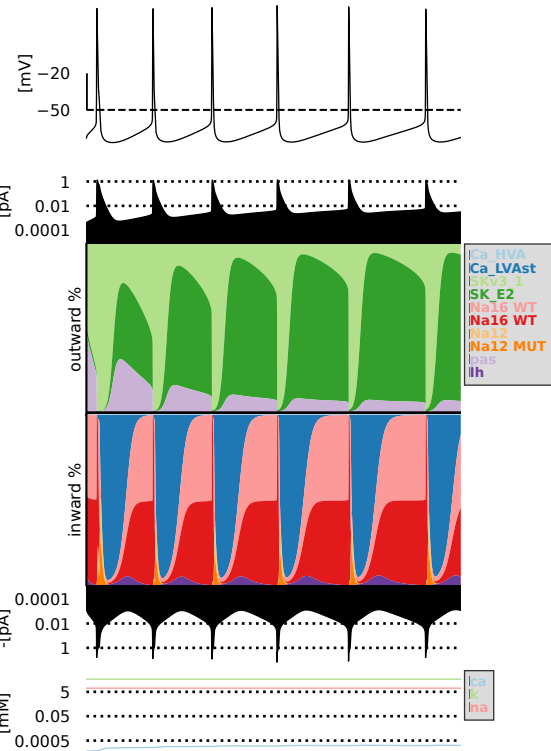 [mV]
−20
−50
[pA]
1
0.01
0.0001
outward %
Ca_HVA
Ca_LVAst
SKv3_1
SK_E2
Na16 WT
Na16 WT
Na12
Na12 MUT
pas
Ih
inward %
0.0001
0.01
1
-[pA]
ca
k
na
5
0.05
0.0005
[mM]